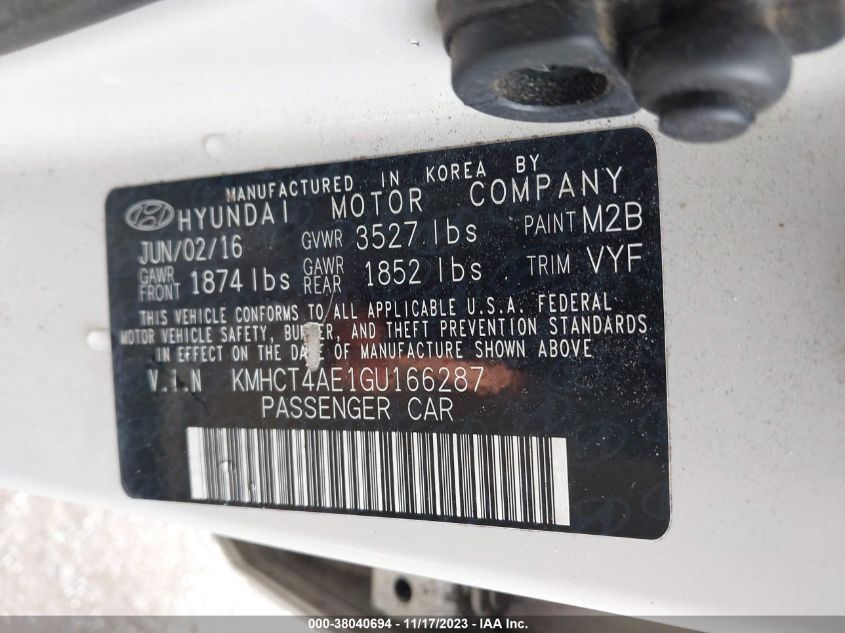 MANUFACTURED IN KOREA BY
HYUNDAI MOTOR COMPANY
JUN/02/16 GVWR 3527 lbs PAINT M2B
GAWR FRONT 1874 lbs GAWR REAR 1852 lbs TRIM VYF
THIS VEHICLE CONFORMS TO ALL APPLICABLE U.S.A. FEDERAL
MOTOR VEHICLE SAFETY, BUMPER, AND THEFT PREVENTION STANDARDS
IN EFFECT ON THE DATE OF MANUFACTURE SHOWN ABOVE
V.I.N KMHCT4AE1GU166287
PASSENGER CAR
000-38040694 - 11/17/2023 - IAA Inc.